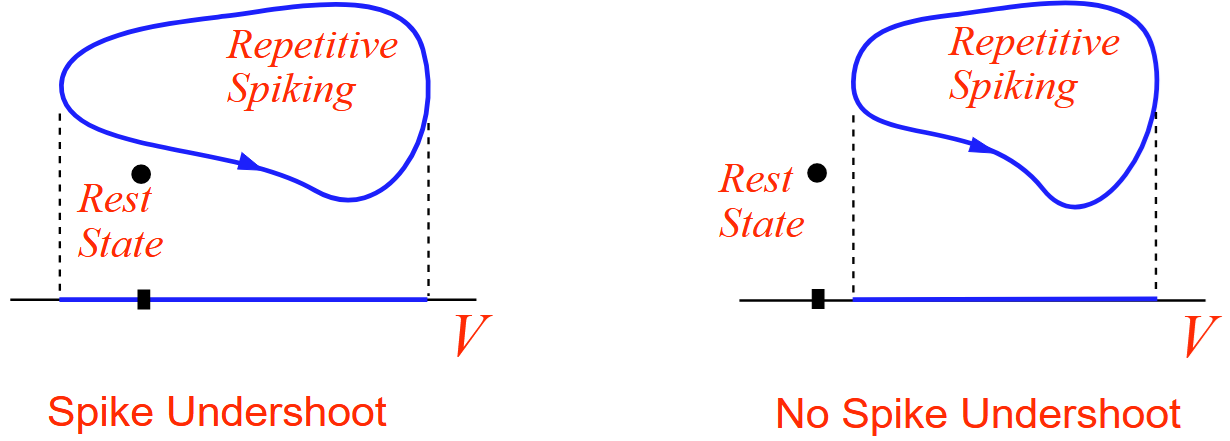 Repetitive
Spiking
Rest
State
V
Spike Undershoot
Repetitive
Spiking
Rest
State
V
No Spike Undershoot